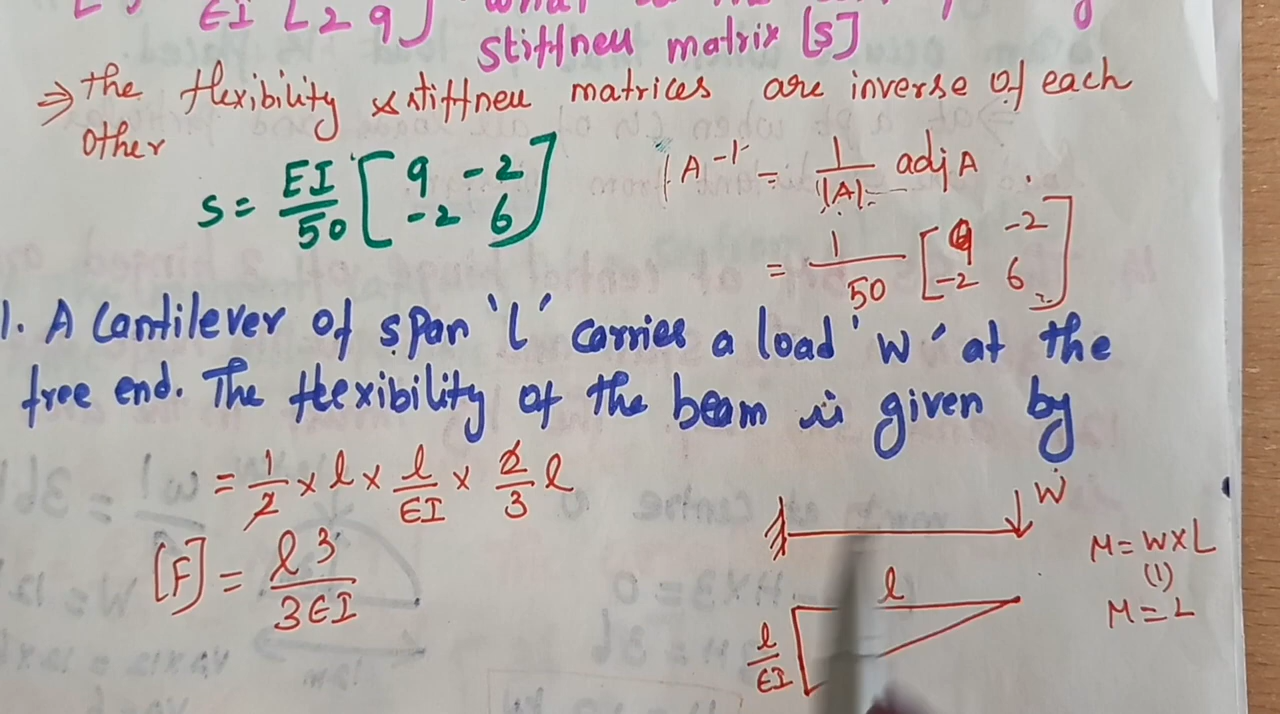 EI [ 2 9 ]
stiffness matrix [S]
⇒ the flexibility & stiffness matrices are inverse of each
other
S = EI/50 [ 9 -2
-2 6 ]
A⁻¹ = 1/|A| adj A
= 1/50 [ 9 -2
-2 6 ]
1. A Cantilever of span 'l' carries a load 'w' at the
free end. The flexibility of the beam is given by
= 1/2 × l × l/EI × 2/3 l
[F] = l3/3EI
W
M = W×L
(1)
M = L
l
l/EI